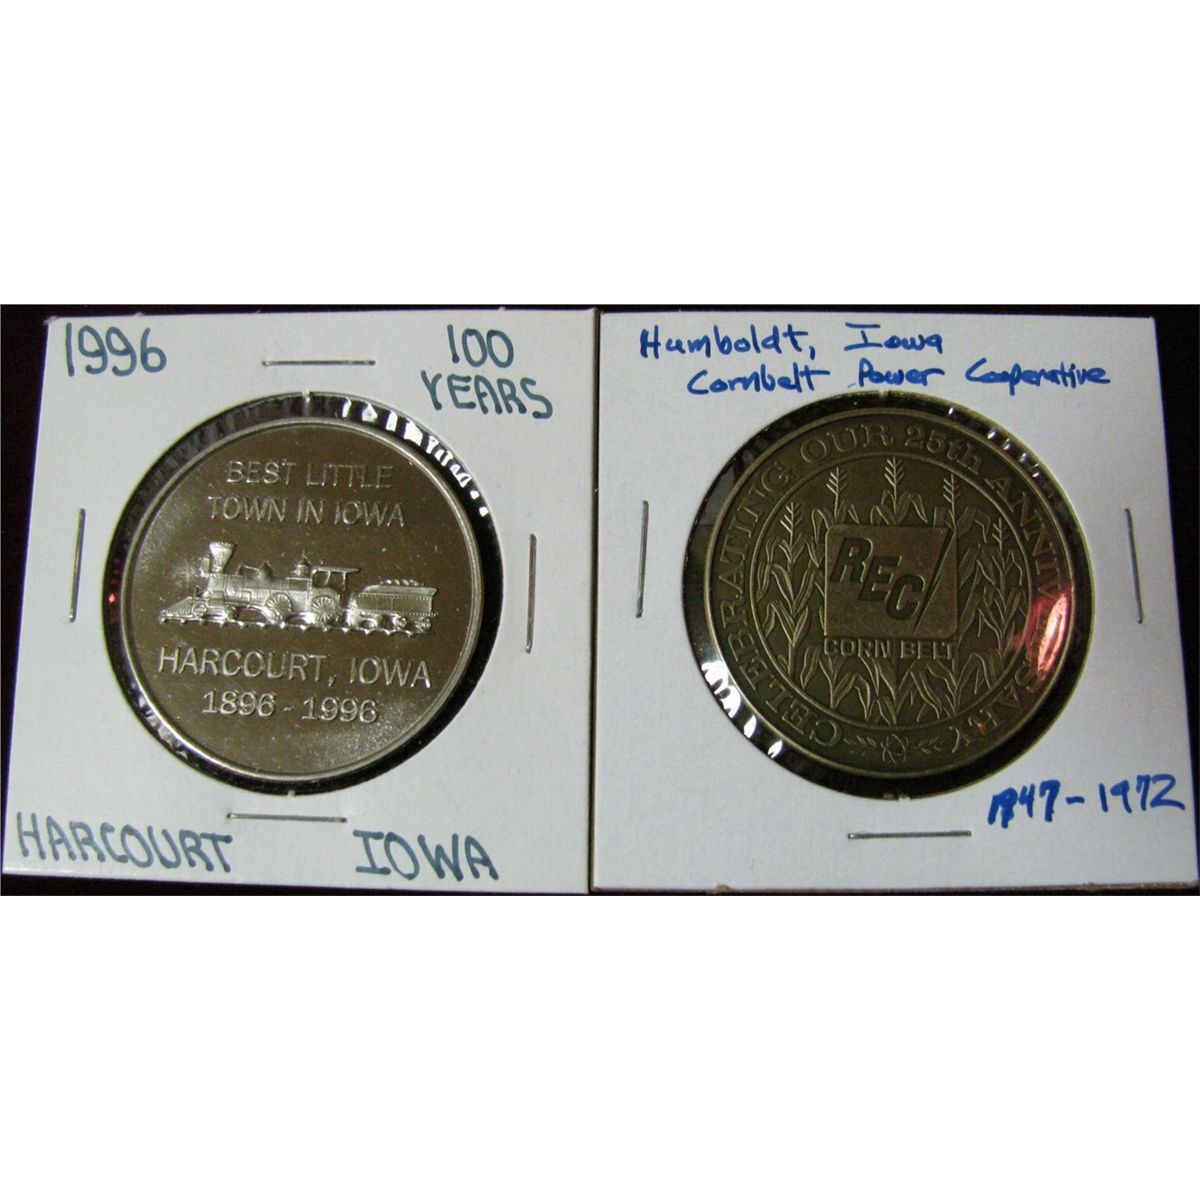 1996
100
YEARS
BEST LITTLE
TOWN IN IOWA
HARCOURT, IOWA
1896 - 1996
HARCOURT IOWA
Humboldt, Iowa
Cornbelt Power Cooperative
CELEBRATING OUR 25th ANNIVERSARY
REC
CORN BELT
1947-1972